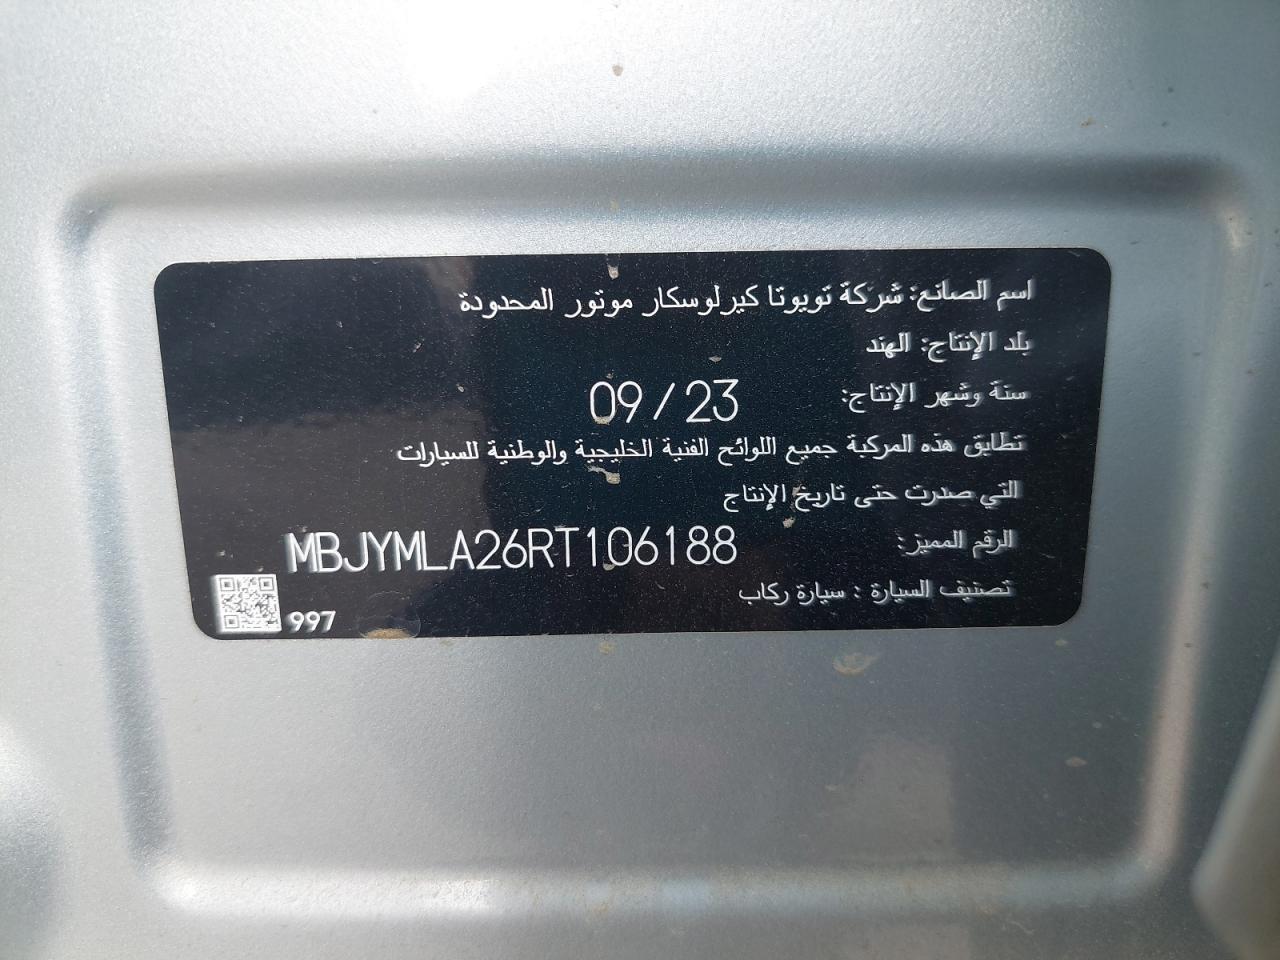 اسم الصانع: شركة تويوتا كيرلوسكار موتور المحدودة
بلد الإنتاج: الهند
سنة وشهر الإنتاج: 09/23
تطابق هذه المركبة جميع اللوائح الفنية الخليجية والوطنية للسيارات
التي صدرت حتى تاريخ الإنتاج
الرقم المميز: MBJYMLA26RT106188
تصنيف السيارة : سيارة ركاب
997